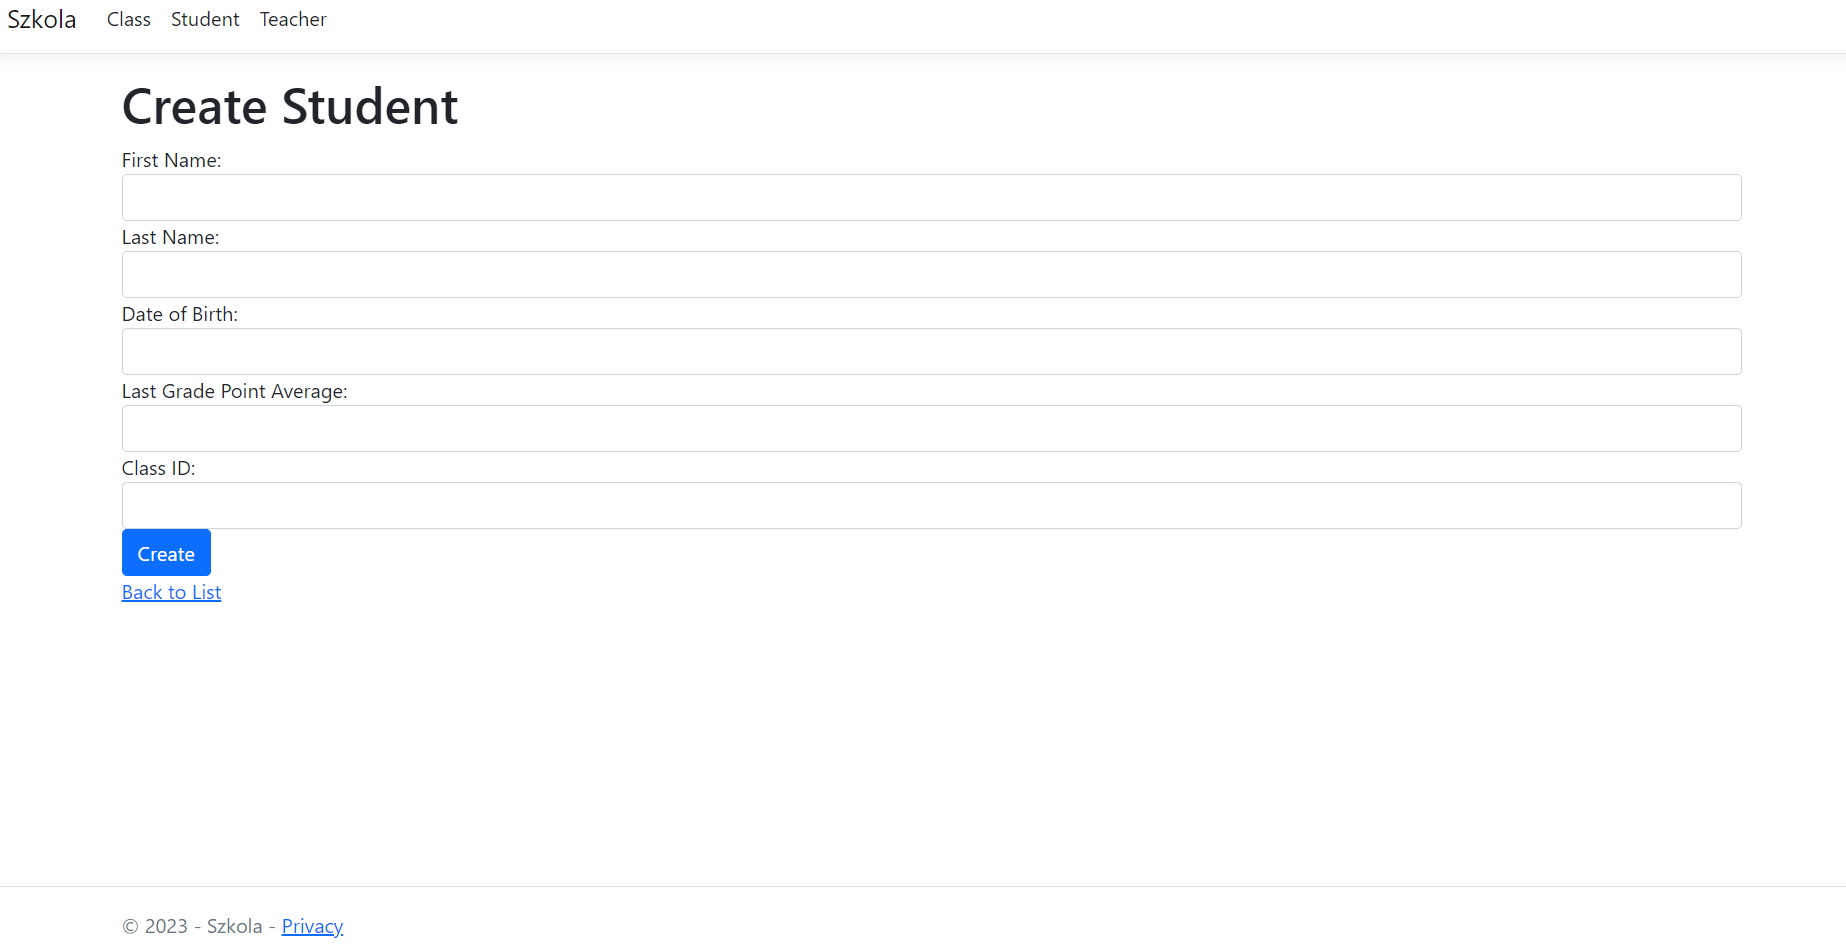 Szkola Class Student Teacher
Create Student
First Name:
Last Name:
Date of Birth:
Last Grade Point Average:
Class ID:
Create
Back to List
© 2023 - Szkola - Privacy